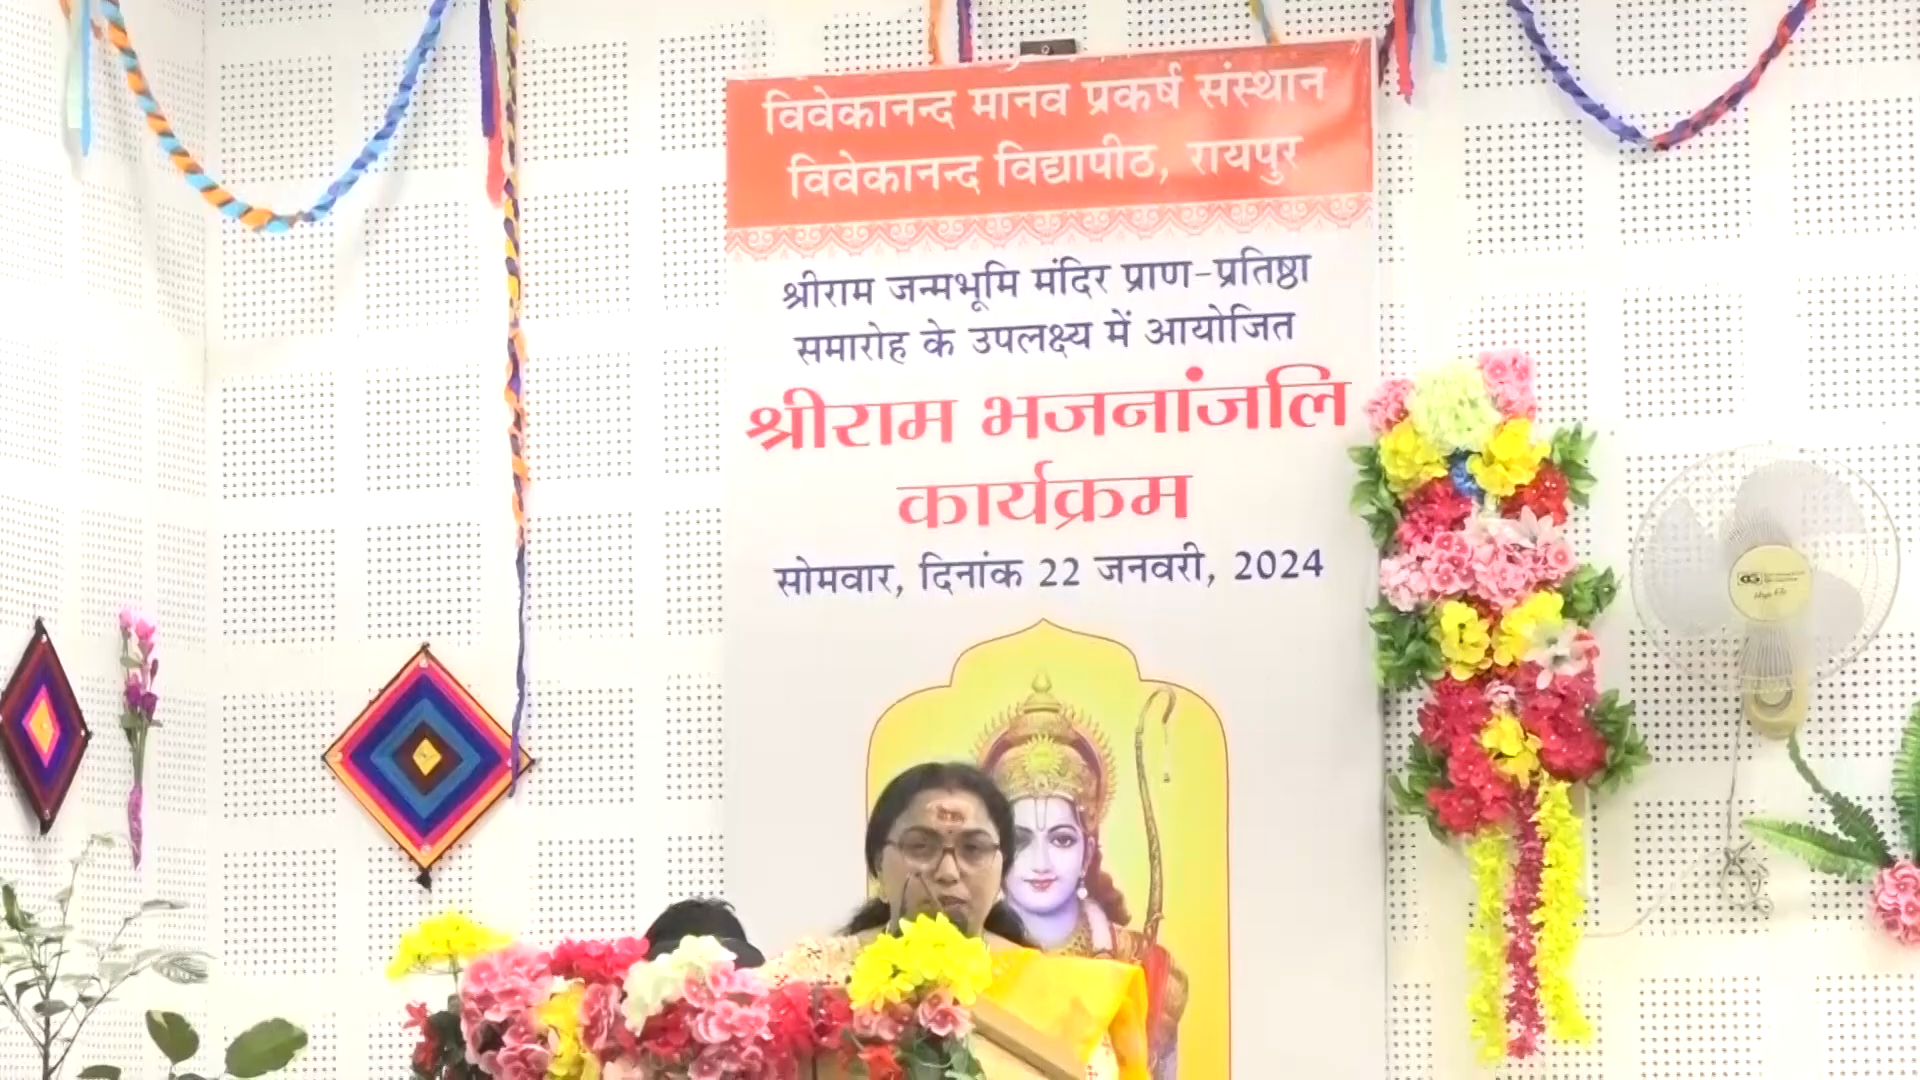 विवेकानन्द मानव प्रकर्ष संस्थान
विवेकानन्द विद्यापीठ, रायपुर
श्रीराम जन्मभूमि मंदिर प्राण-प्रतिष्ठा
समारोह के उपलक्ष्य में आयोजित
श्रीराम भजनांजलि
कार्यक्रम
सोमवार, दिनांक 22 जनवरी, 2024